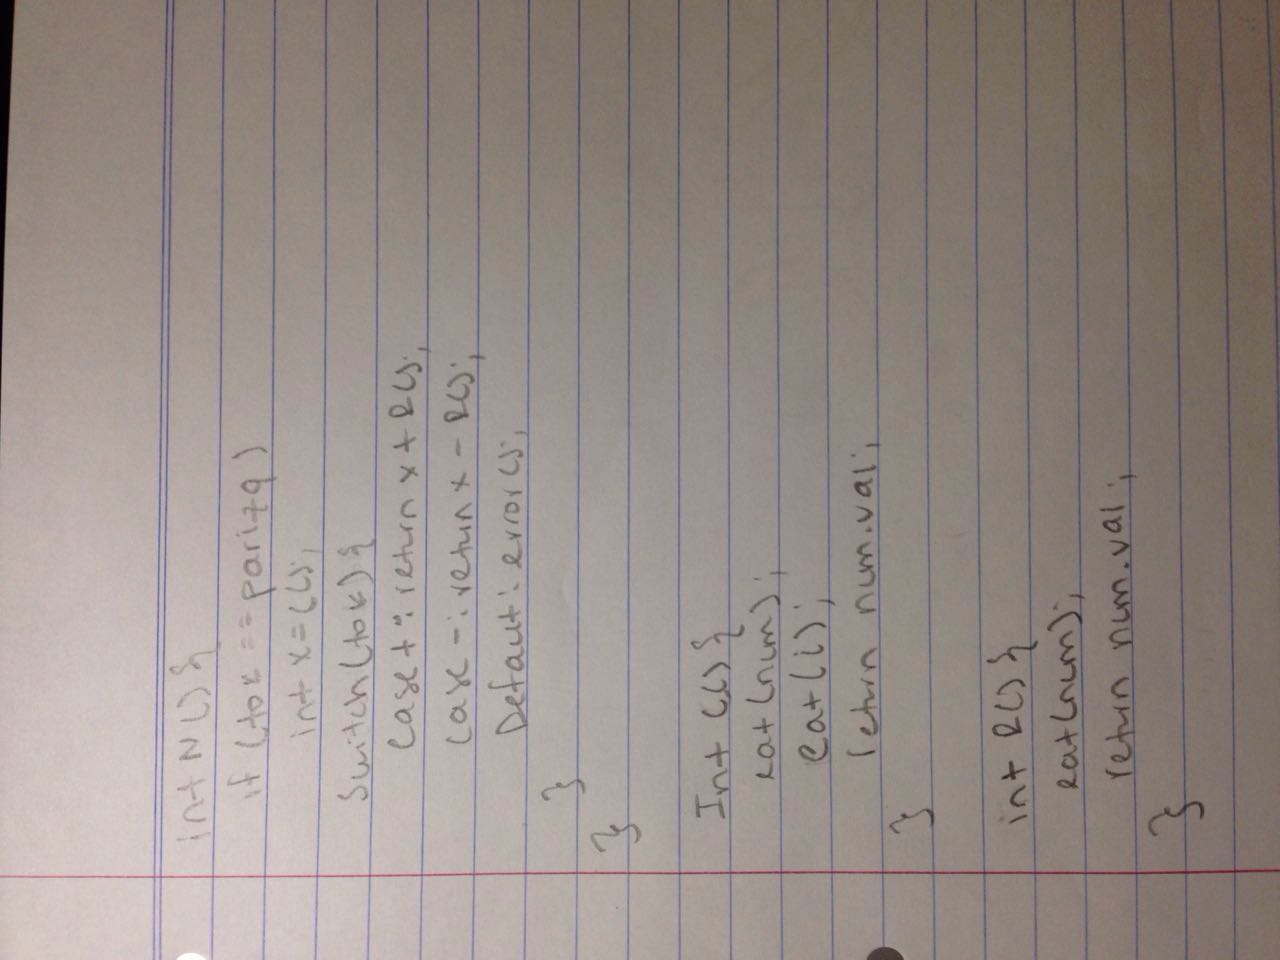 int N() {
if (tok == parizq)
int x = C();
Switch(tok) {
Case +: return x + R();
Case -: return x - R();
Defaut: error();
}
}
Int C() {
eat(num);
eat(i);
return num.val;
}
int R() {
eat(num);
return num.val;
}